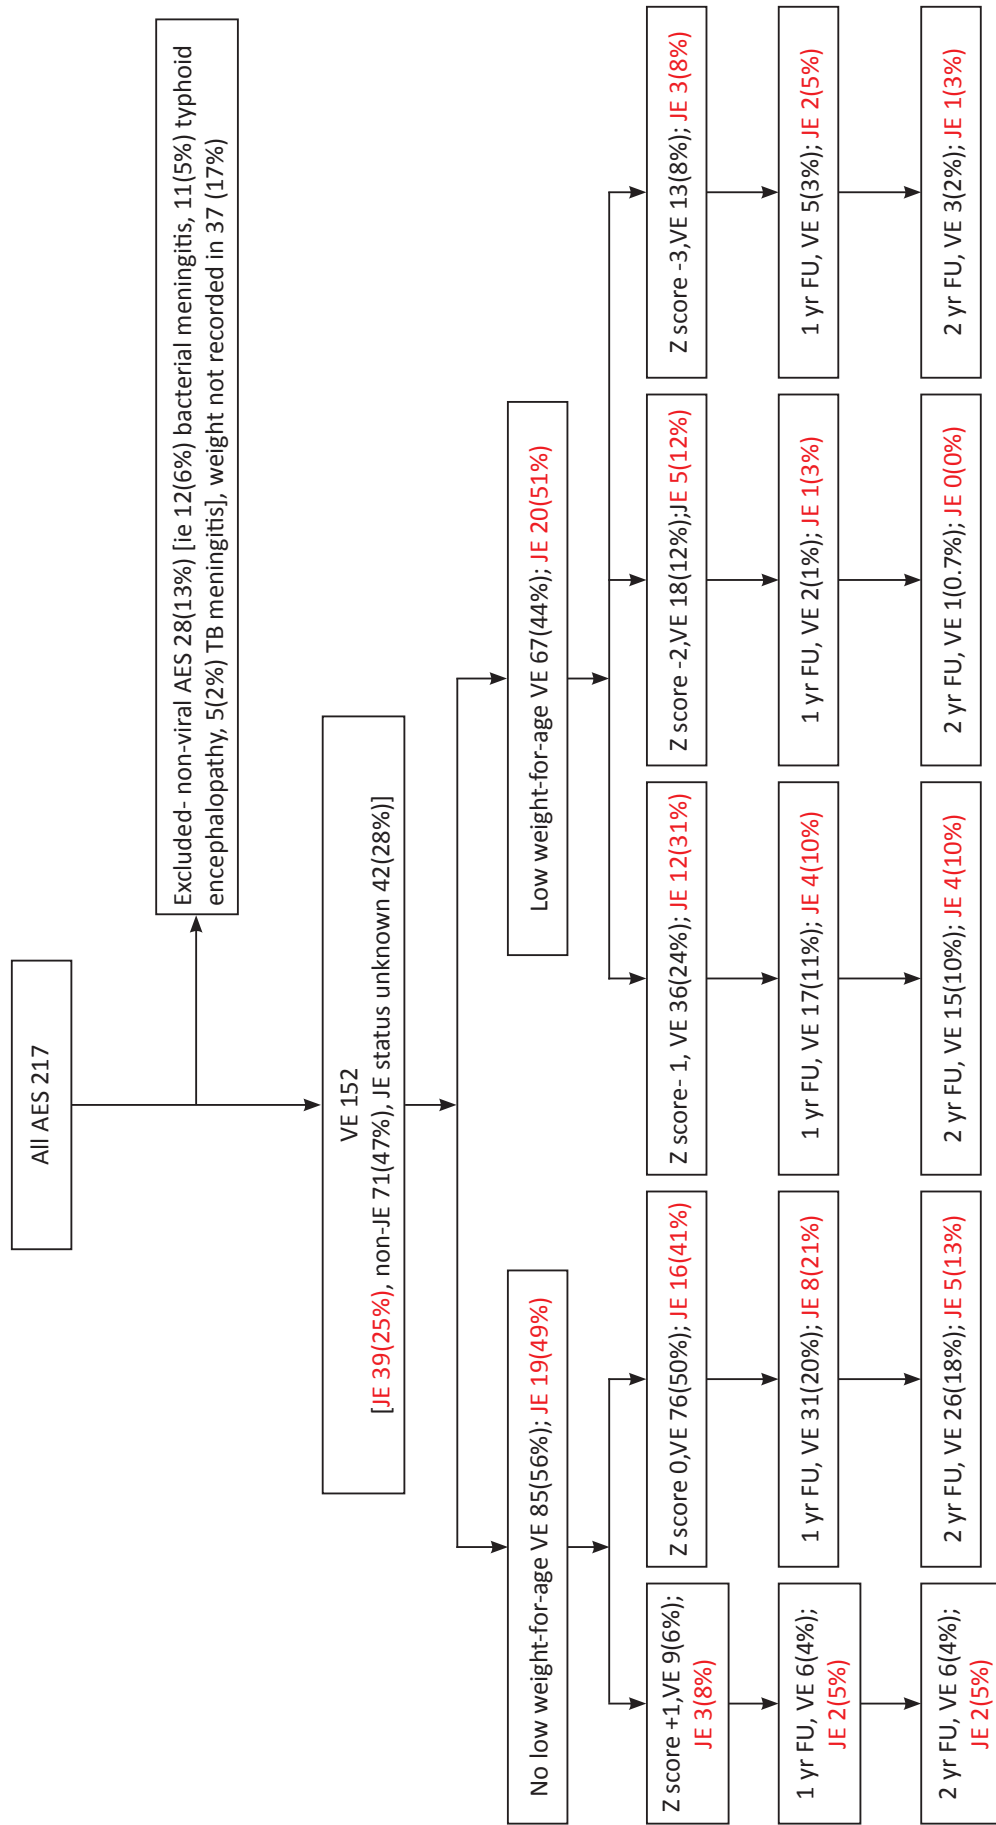 All AES 217
Excluded- non-viral AES 28(13%) [ie 12(6%) bacterial meningitis, 11(5%) typhoid
encephalopathy, 5(2%) TB meningitis], weight not recorded in 37 (17%)
VE 152
[JE 39(25%), non-JE 71(47%), JE status unknown 42(28%)]
No low weight-for-age VE 85(56%); JE 19(49%)
Low weight-for-age VE 67(44%); JE 20(51%)
Z score +1,VE 9(6%);
JE 3(8%)
Z score 0,VE 76(50%); JE 16(41%)
Z score- 1, VE 36(24%); JE 12(31%)
Z score -2,VE 18(12%);JE 5(12%)
Z score -3,VE 13(8%); JE 3(8%)
1 yr FU, VE 6(4%);
JE 2(5%)
1 yr FU, VE 31(20%); JE 8(21%)
1 yr FU, VE 17(11%); JE 4(10%)
1 yr FU, VE 2(1%); JE 1(3%)
1 yr FU, VE 5(3%); JE 2(5%)
2 yr FU, VE 6(4%);
JE 2(5%)
2 yr FU, VE 26(18%); JE 5(13%)
2 yr FU, VE 15(10%); JE 4(10%)
2 yr FU, VE 1(0.7%); JE 0(0%)
2 yr FU, VE 3(2%); JE 1(3%)